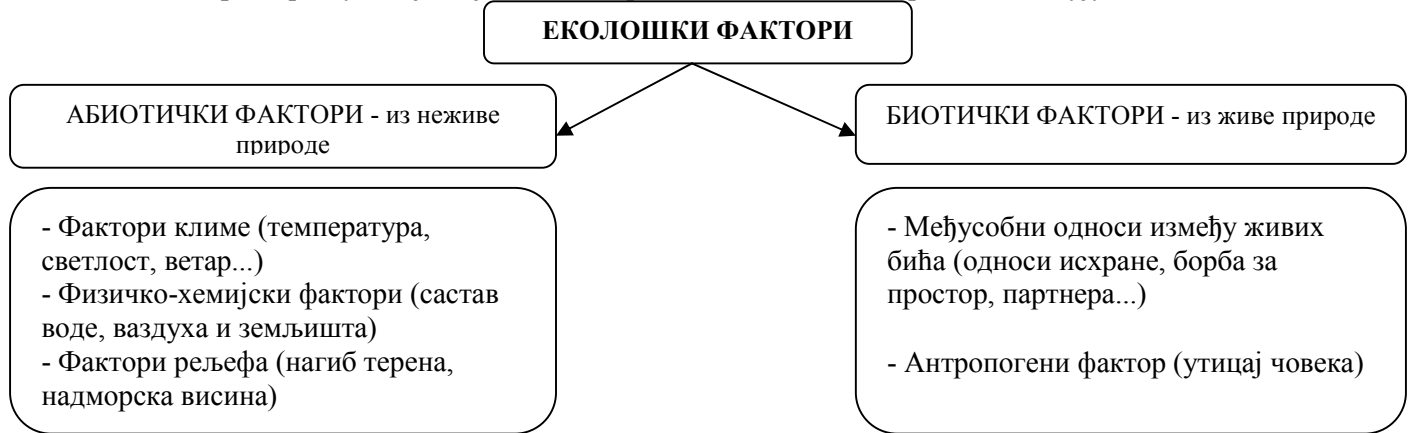 ЕКОЛОШКИ ФАКТОРИ
АБИОТИЧКИ ФАКТОРИ - из неживе
природе
БИОТИЧКИ ФАКТОРИ - из живе природе
- Фактори климе (температура,
светлост, ветар...)
- Физичко-хемијски фактори (састав
воде, ваздуха и земљишта)
- Фактори рељефа (нагиб терена,
надморска висина)
- Међусобни односи између живих
бића (односи исхране, борба за
простор, партнера...)
- Антропогени фактор (утицај човека)